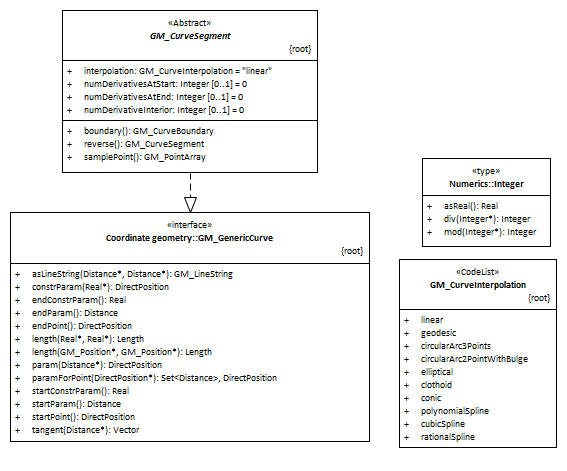 «Abstract»
GM_CurveSegment
{root}
+ interpolation: GM_CurveInterpolation = "linear"
+ numDerivativesAtStart: Integer [0..1] = 0
+ numDerivativesAtEnd: Integer [0..1] = 0
+ numDerivativeInterior: Integer [0..1] = 0
+ boundary(): GM_CurveBoundary
+ reverse(): GM_CurveSegment
+ samplePoint(): GM_PointArray
«interface»
Coordinate geometry::GM_GenericCurve
{root}
+ asLineString(Distance*, Distance*): GM_LineString
+ constrParam(Real*): DirectPosition
+ endConstrParam(): Real
+ endParam(): Distance
+ endPoint(): DirectPosition
+ length(Real*, Real*): Length
+ length(GM_Position*, GM_Position*): Length
+ param(Distance*): DirectPosition
+ paramForPoint(DirectPosition*): Set<Distance>, DirectPosition
+ startConstrParam(): Real
+ startParam(): Distance
+ startPoint(): DirectPosition
+ tangent(Distance*): Vector
«type»
Numerics::Integer
+ asReal(): Real
+ div(Integer*): Integer
+ mod(Integer*): Integer
«CodeList»
GM_CurveInterpolation
{root}
+ linear
+ geodesic
+ circularArc3Points
+ circularArc2PointWithBulge
+ elliptical
+ clothoid
+ conic
+ polynomialSpline
+ cubicSpline
+ rationalSpline